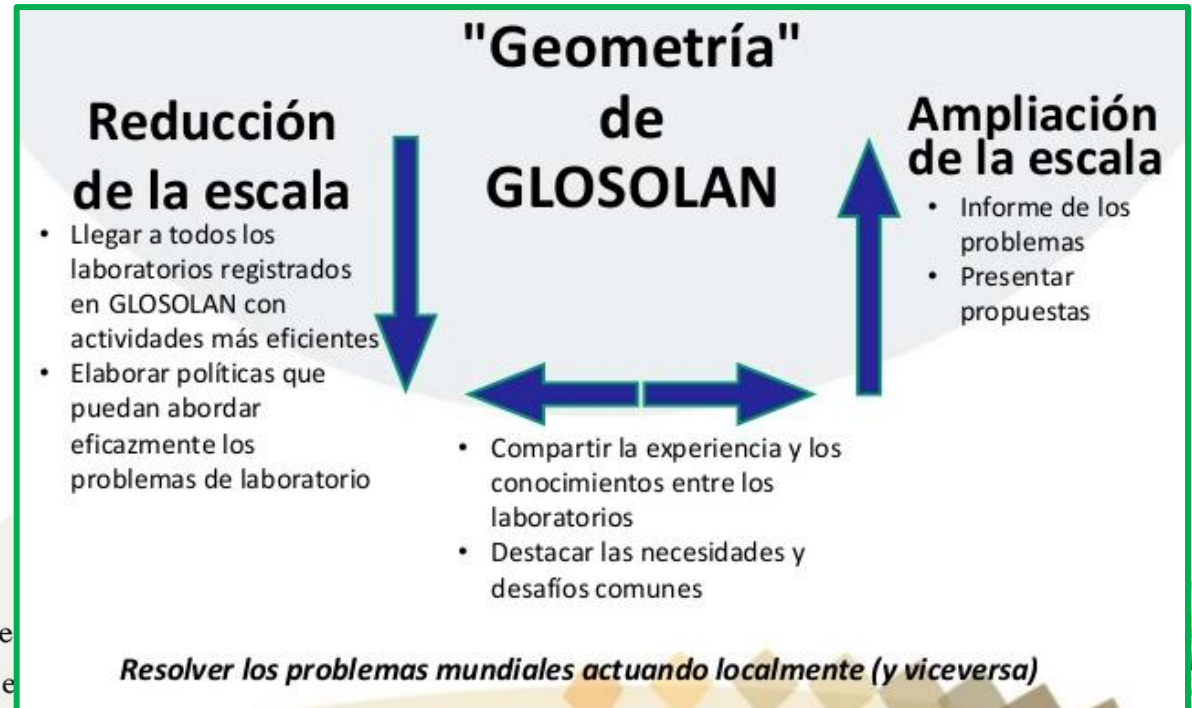 "Geometría"
de
GLOSOLAN
Reducción
de la escala
• Llegar a todos los
laboratorios registrados
en GLOSOLAN con
actividades más eficientes
• Elaborar políticas que
puedan abordar
eficazmente los
problemas de laboratorio
• Compartir la experiencia y los
conocimientos entre los
laboratorios
• Destacar las necesidades y
desafíos comunes
Ampliación
de la escala
• Informe de los
problemas
• Presentar
propuestas
e
e
Resolver los problemas mundiales actuando localmente (y viceversa)